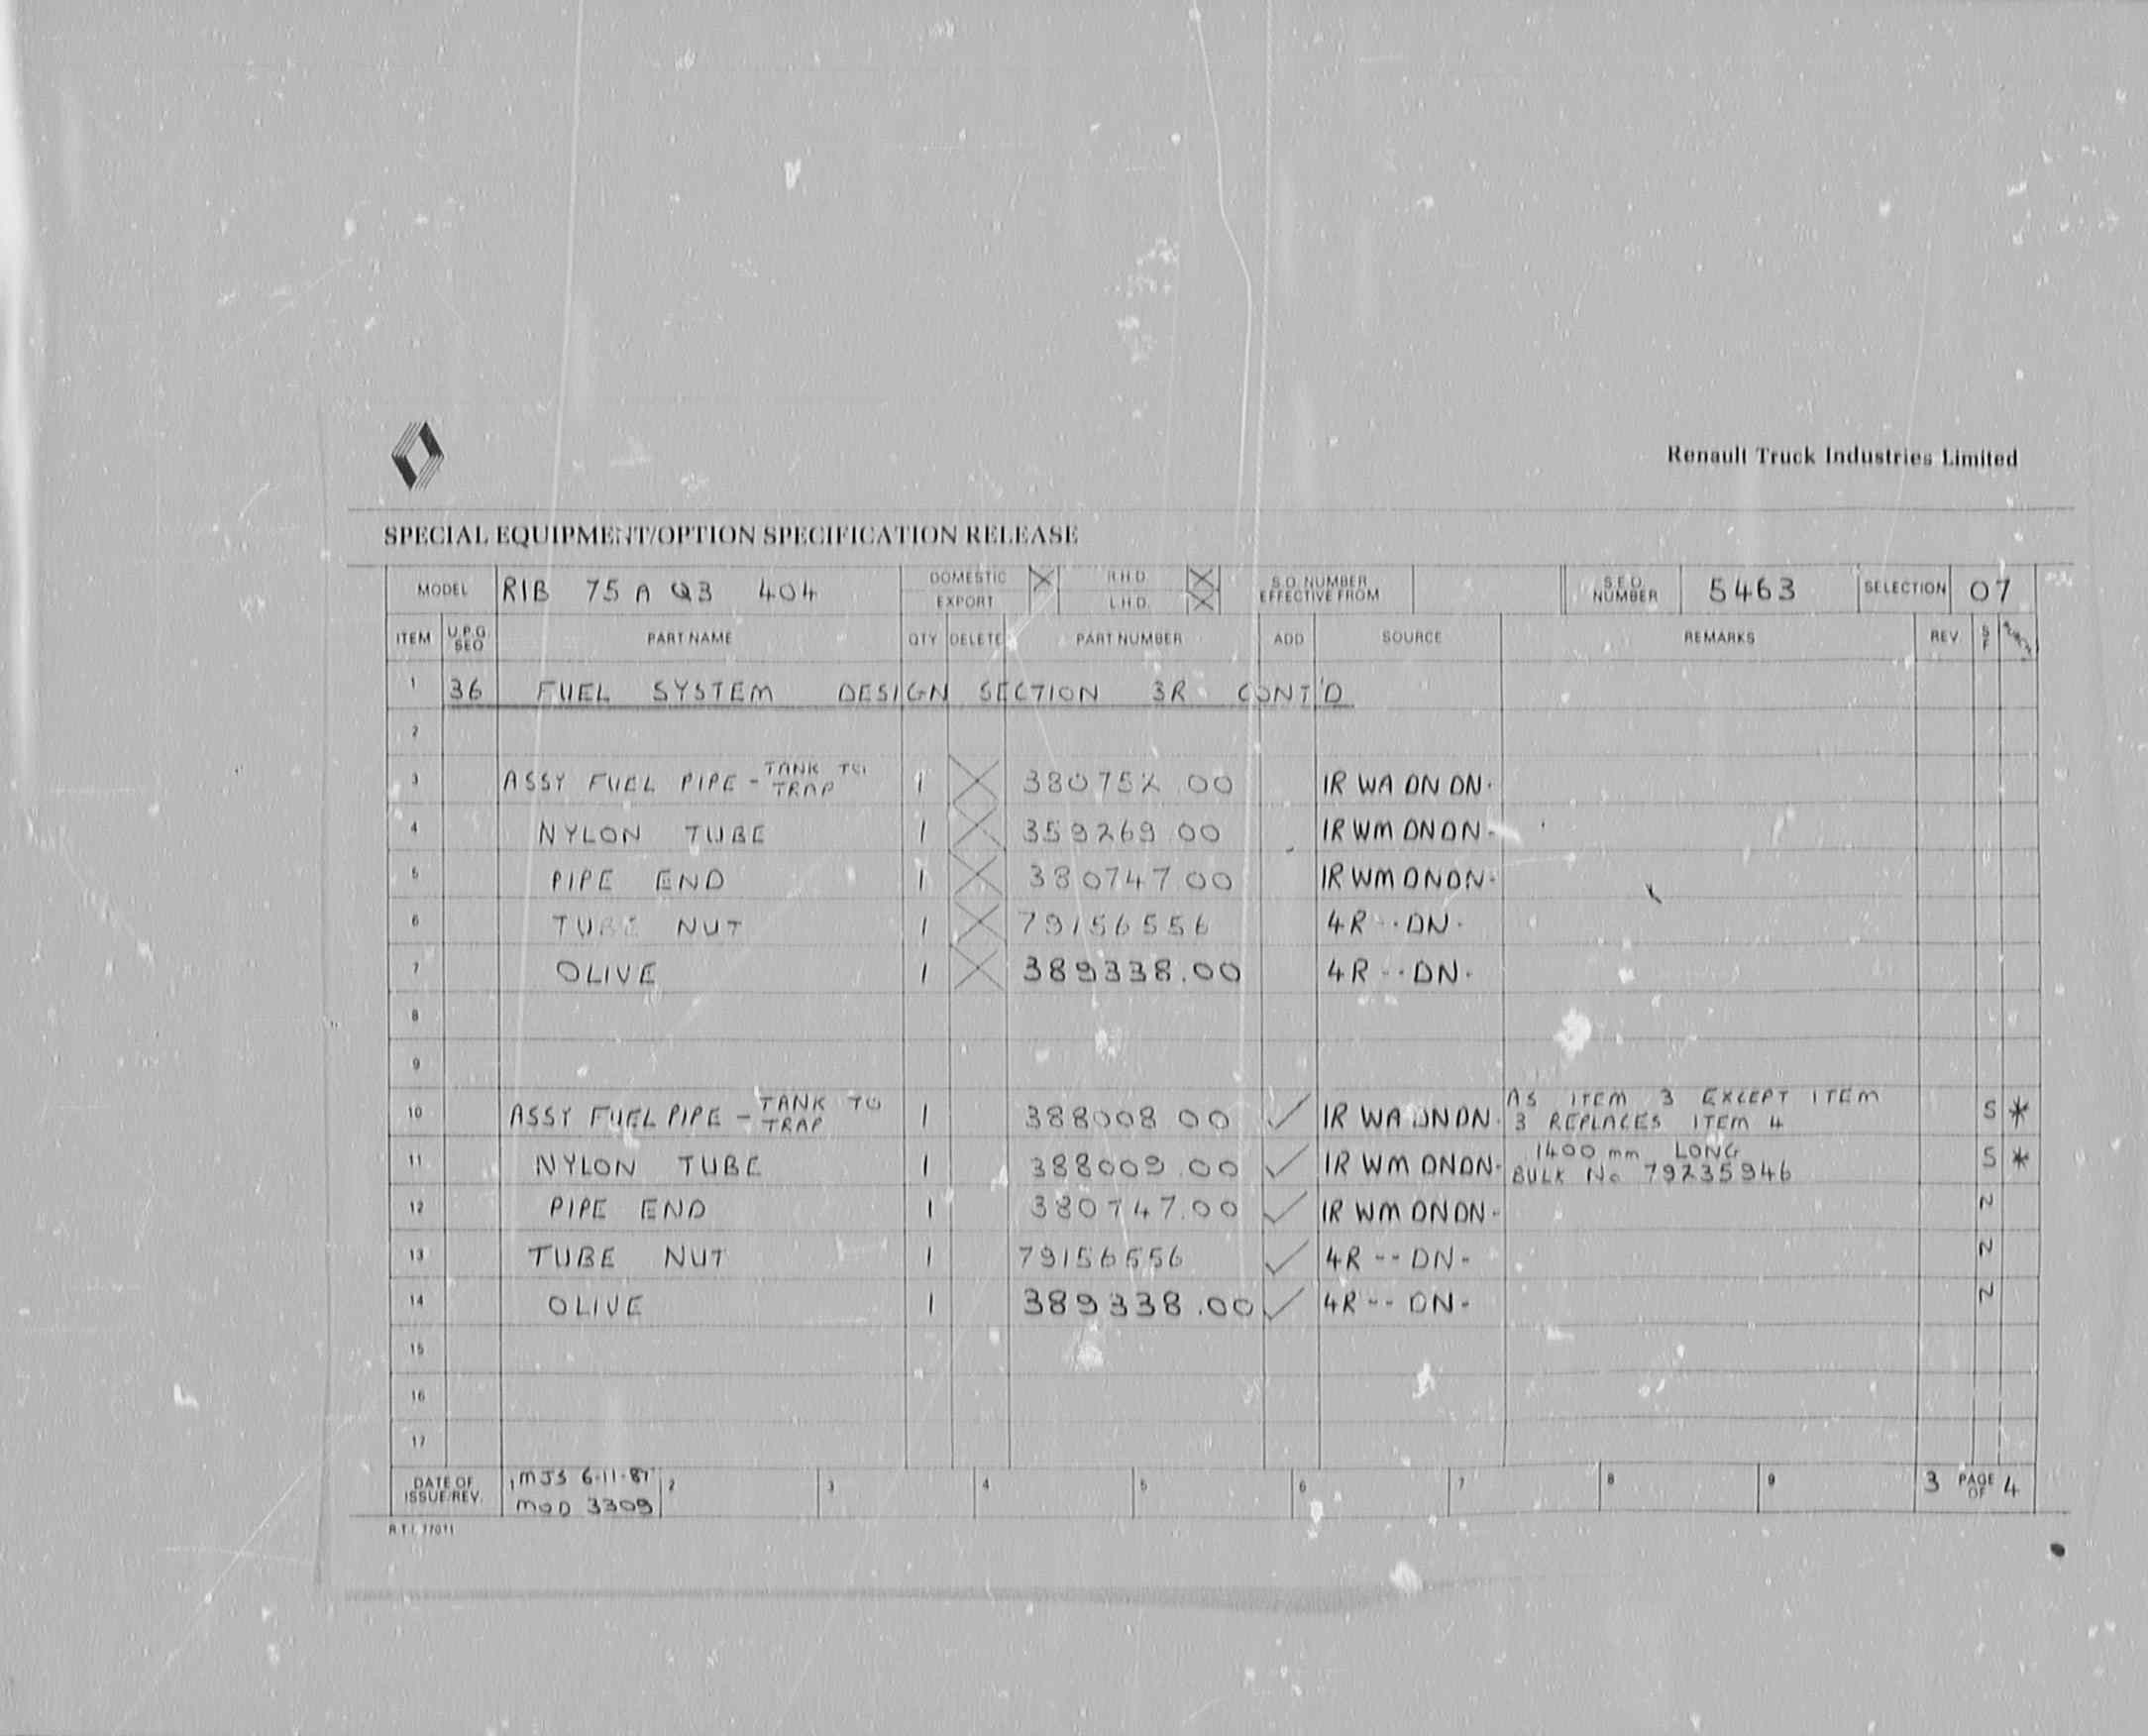 Renault Truck Industries Limited
SPECIAL EQUIPMENT/OPTION SPECIFICATION RELEASE
MODEL RIB 75 A Q3 404 DOMESTIC R.H.D. S.O. NUMBER EFFECTIVE FROM S.E.O. NUMBER 5463 SELECTION 07
EXPORT L.H.D.
ITEM U.P.G. SEQ PART NAME QTY DELETE PART NUMBER ADD SOURCE REMARKS REV. S F
1 36 FUEL SYSTEM DESIGN SECTION 3R CONT'D
2
3 ASSY FUEL PIPE - TANK TO TRAP 1 X 380752.00 1R WA DN DN.
4 NYLON TUBE 1 X 359269.00 1R WM DN DN -
5 PIPE END 1 X 380747.00 1R WM DN DN.
6 TUBE NUT 1 X 79156556 4R -- DN.
7 OLIVE 1 X 389338.00 4R -- DN.
8
9
10 ASSY FUEL PIPE - TANK TO TRAP 1 388008.00 ✓ 1R WA DN DN. AS ITEM 3 EXCEPT ITEM 3 REPLACES ITEM 4 S *
11 NYLON TUBE 1 388009.00 ✓ 1R WM DN DN- 1400 mm LONG BULK No 79235946 S *
12 PIPE END 1 380747.00 ✓ 1R WM DN DN - N
13 TUBE NUT 1 79156556 ✓ 4R -- DN - N
14 OLIVE 1 389338.00 ✓ 4R -- DN - N
15
16
17
DATE OF ISSUE/REV. 1 MJS 6-11-87 MOD 3309 2 3 4 5 6 7 8 9 3 PAGE OF 4
R.T.I. 17011